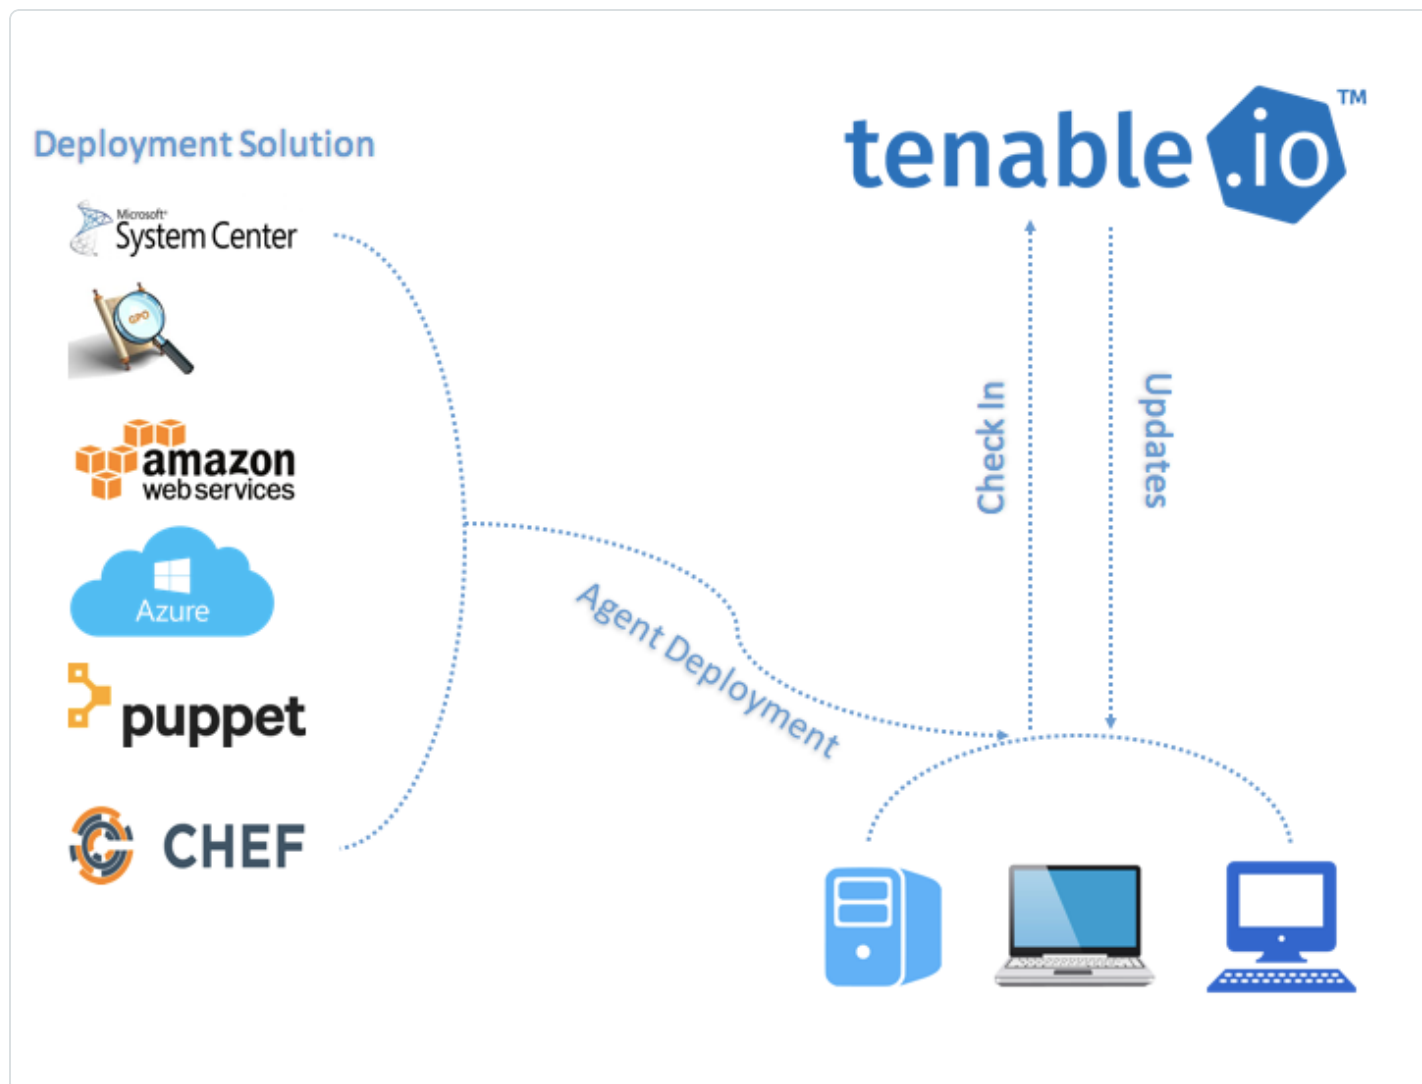 Deployment Solution
Microsoft®
System Center
GPO
amazon
web services
Azure
puppet
CHEF
Agent Deployment
tenable.io™
Check In
Updates